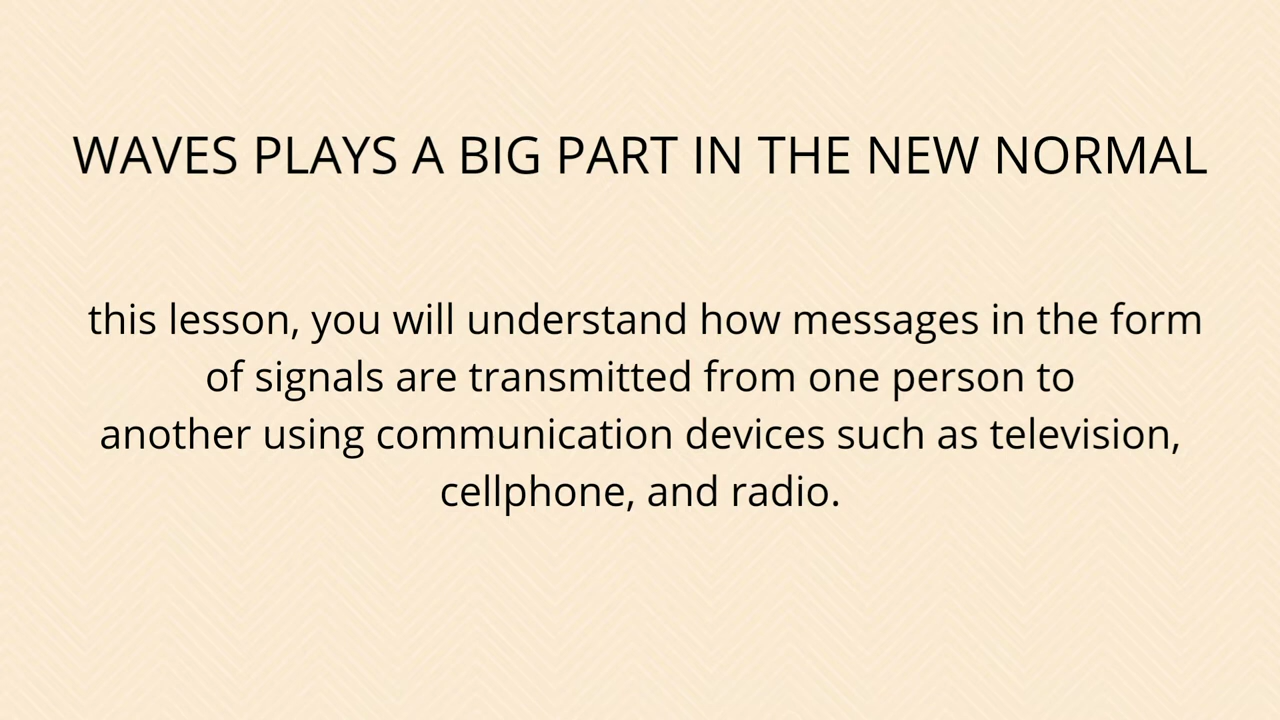 WAVES PLAYS A BIG PART IN THE NEW NORMAL
this lesson, you will understand how messages in the form
of signals are transmitted from one person to
another using communication devices such as television,
cellphone, and radio.